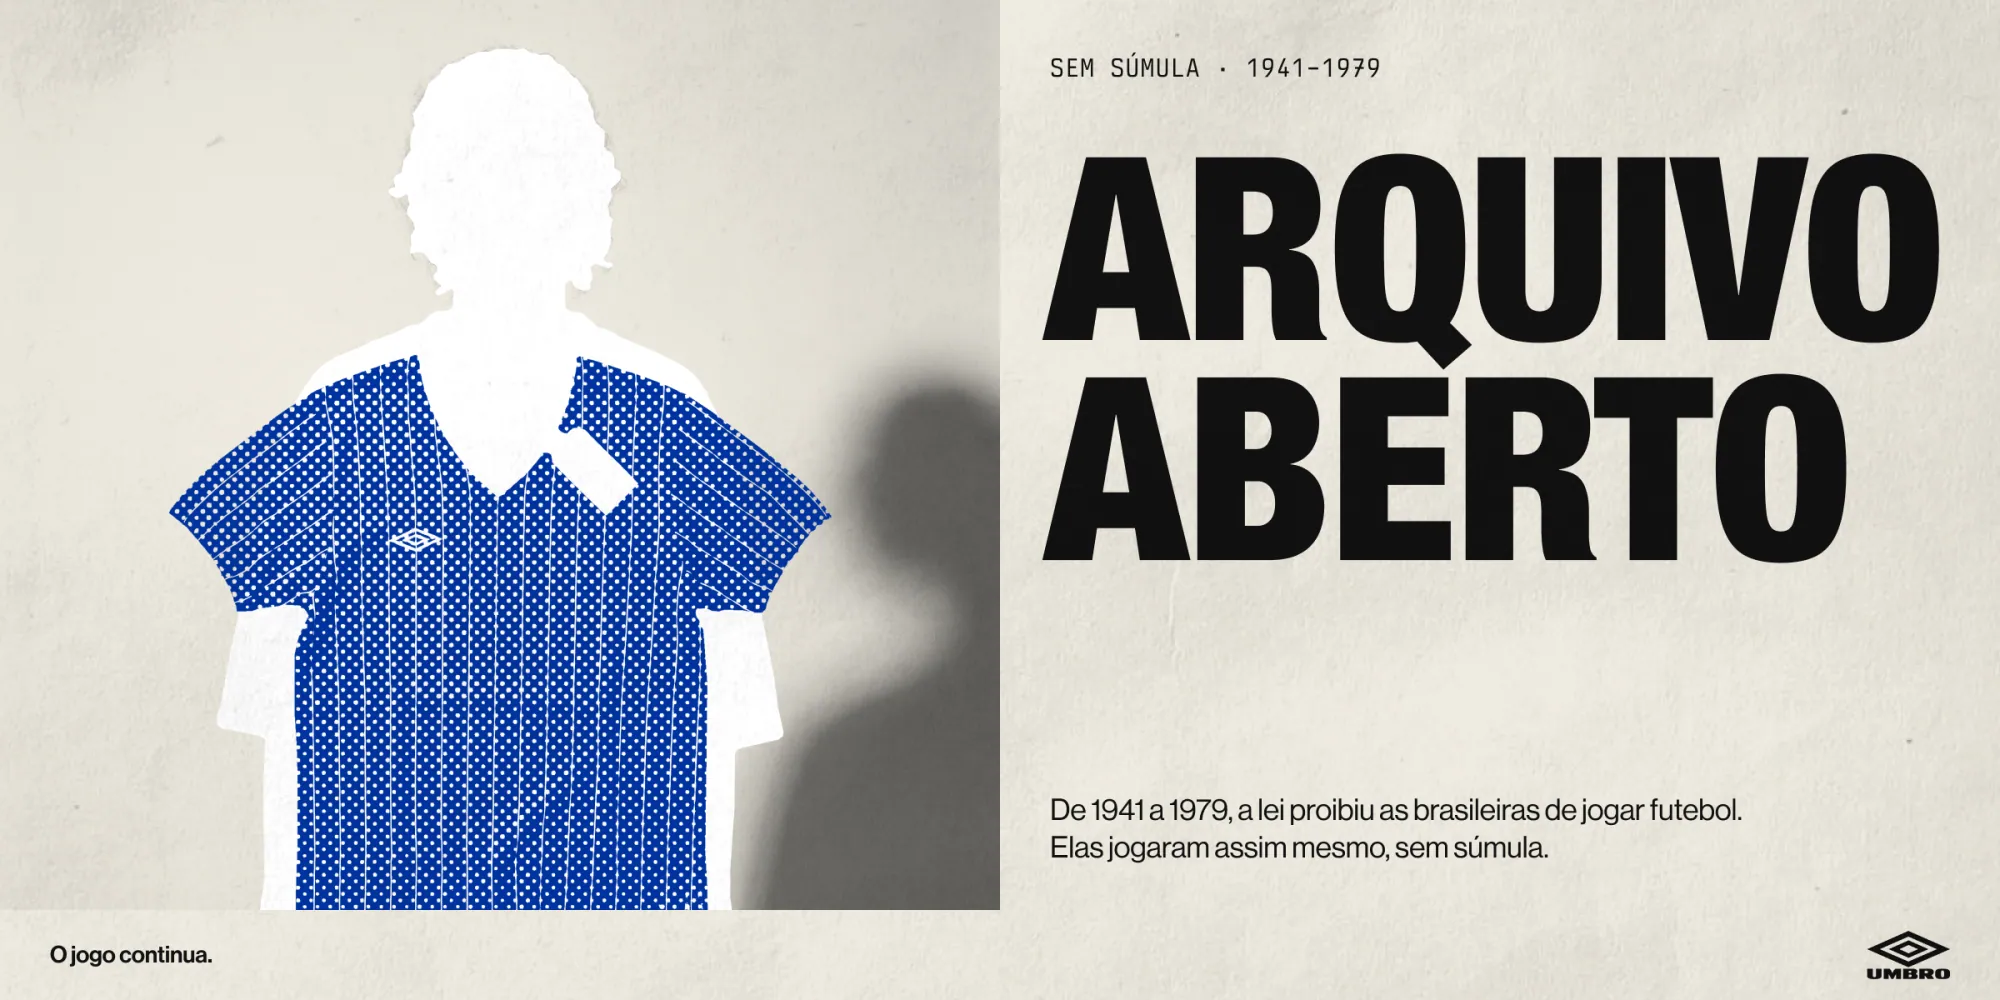 SEM SÚMULA · 1941-1979
ARQUIVO
ABERTO
De 1941 a 1979, a lei proibiu as brasileiras de jogar futebol.
Elas jogaram assim mesmo, sem súmula.
O jogo continua.
UMBRO